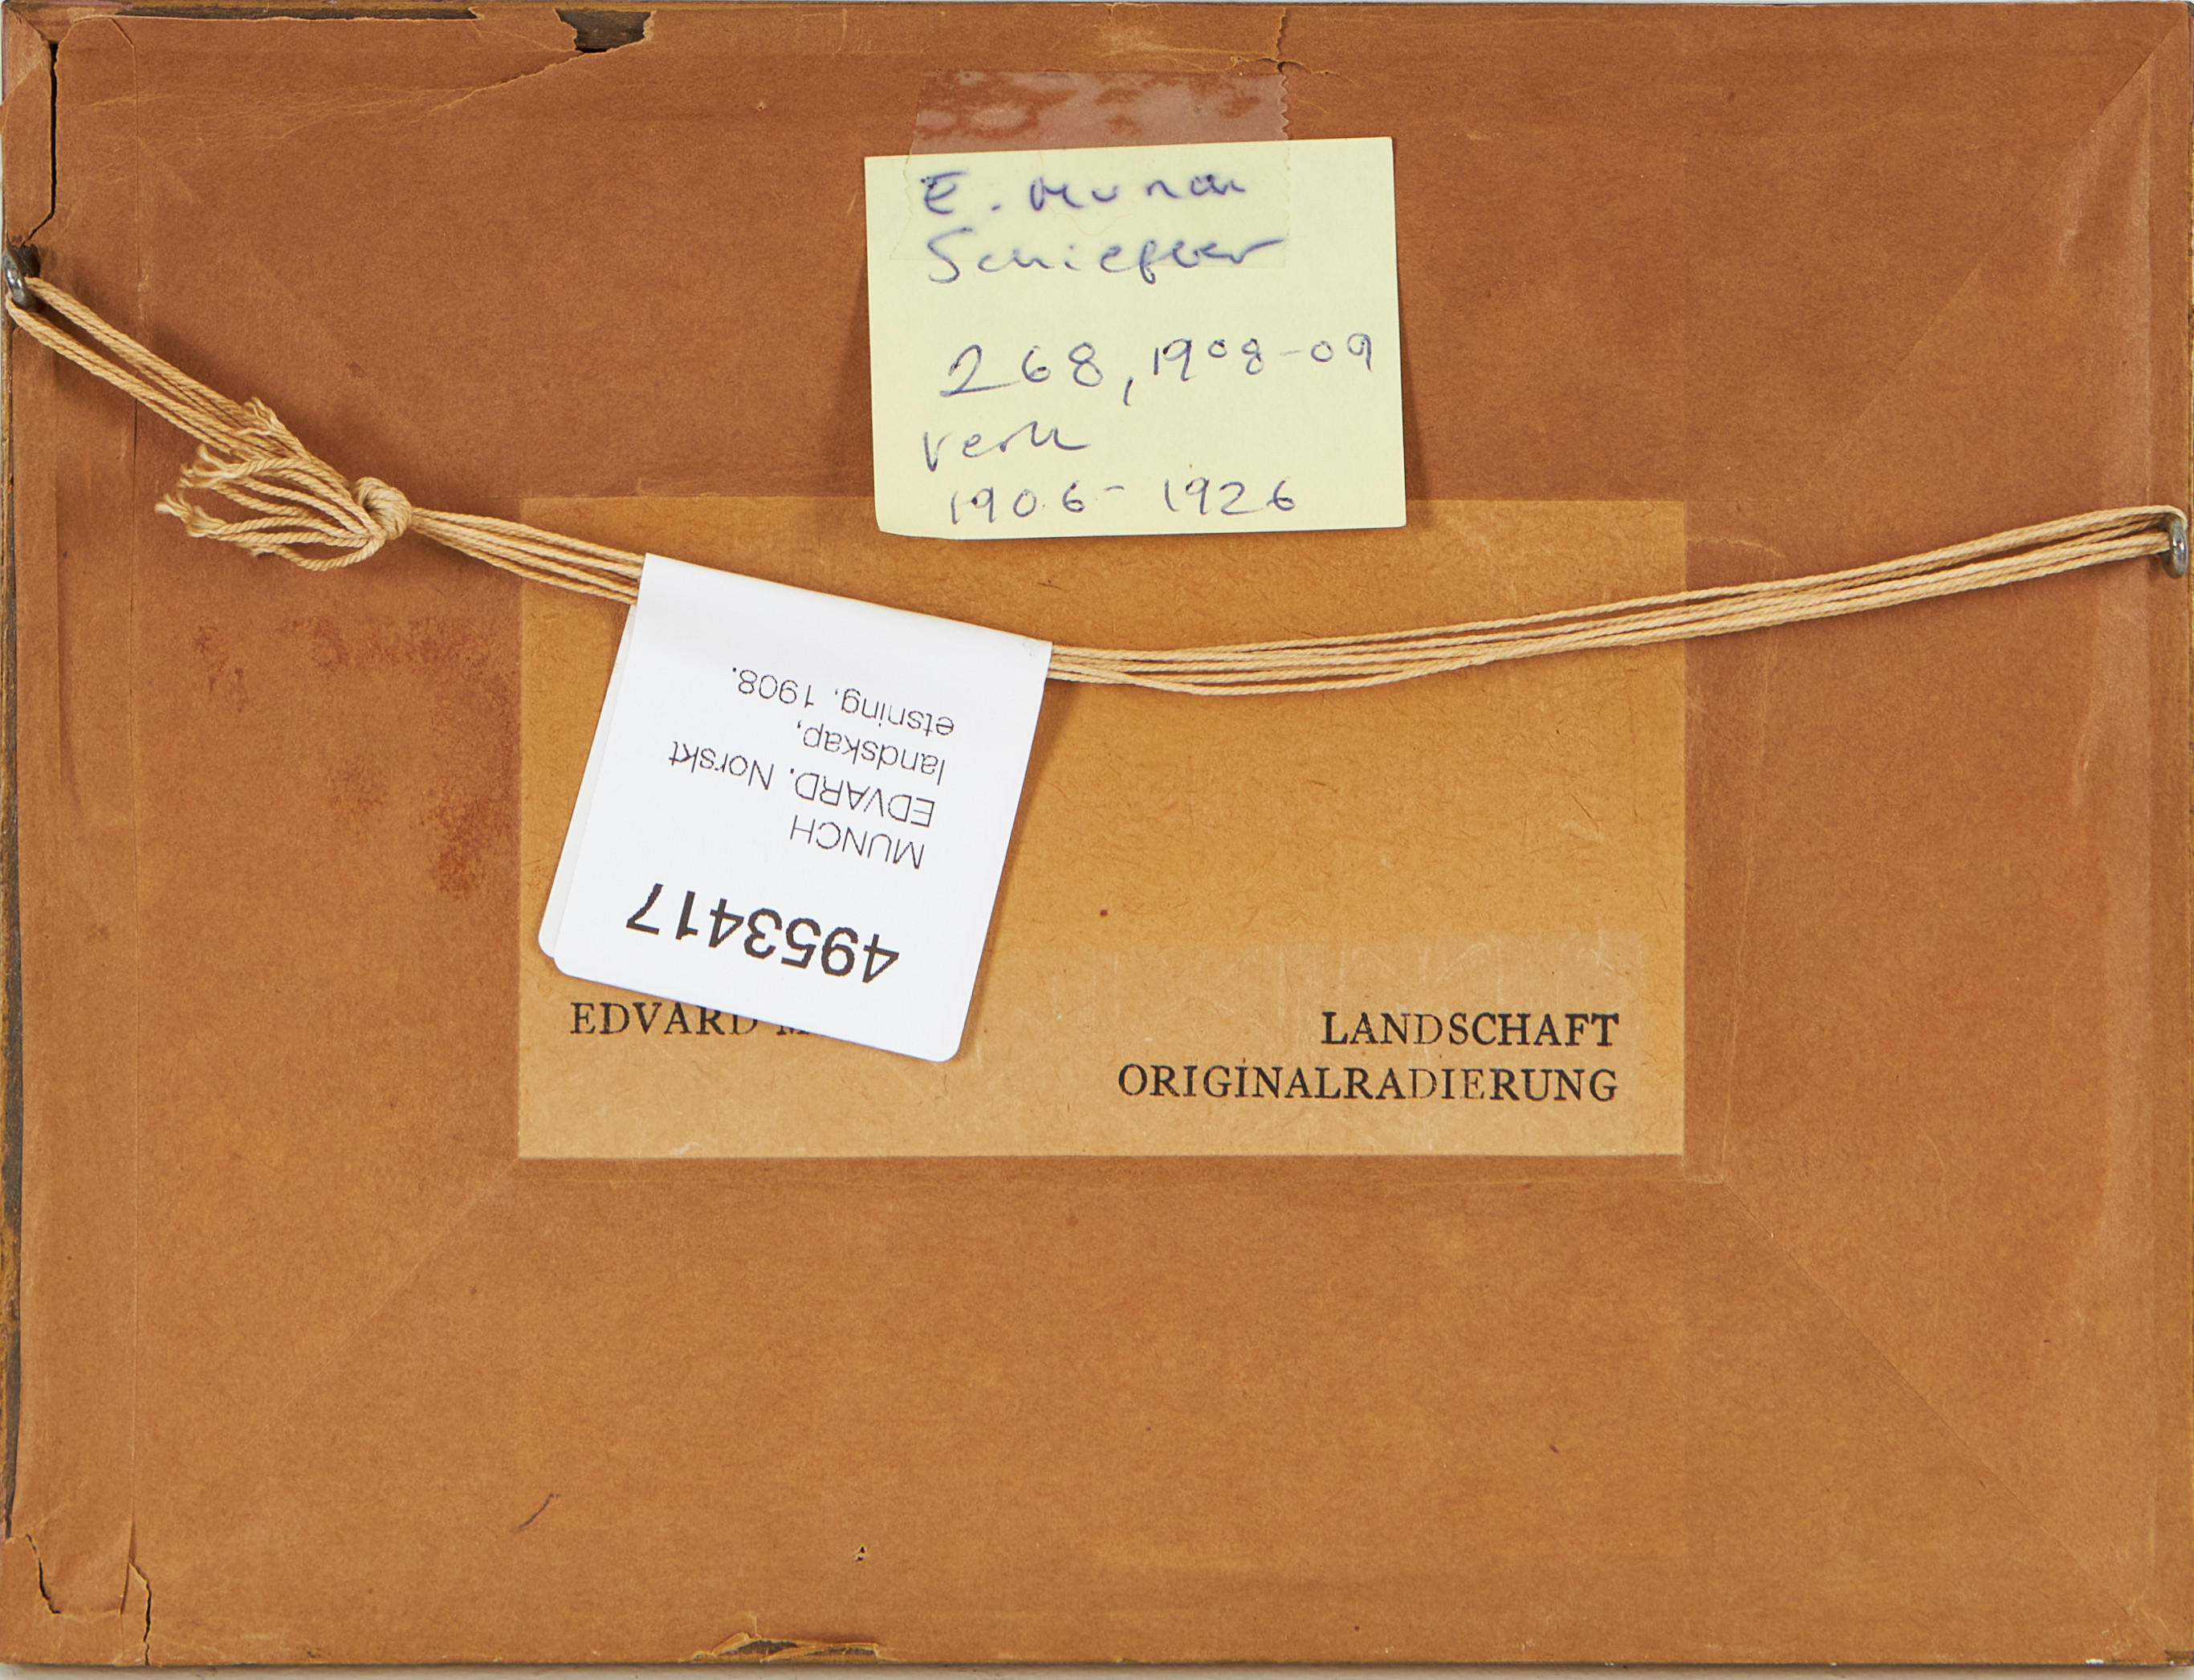 E. Munch
Schiefler
268, 1908-09
Verk
1906 - 1926
4953417
MUNCH
EDVARD. Norskt
landskap,
etsning. 1908.
EDVARD M
LANDSCHAFT
ORIGINALRADIERUNG